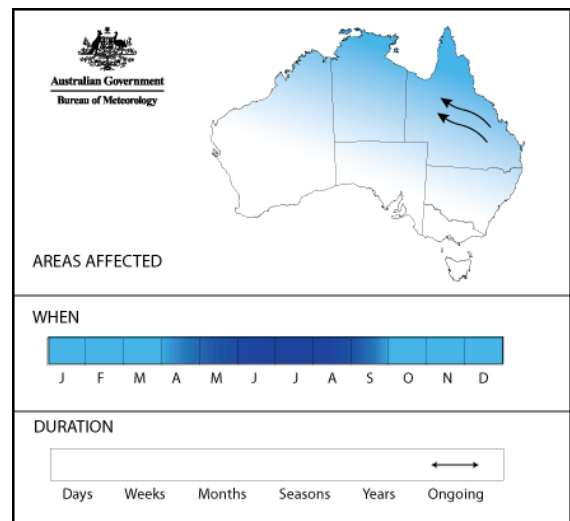 Australian Government
Bureau of Meteorology
AREAS AFFECTED
WHEN
J F M A M J J A S O N D
DURATION
Days Weeks Months Seasons Years Ongoing